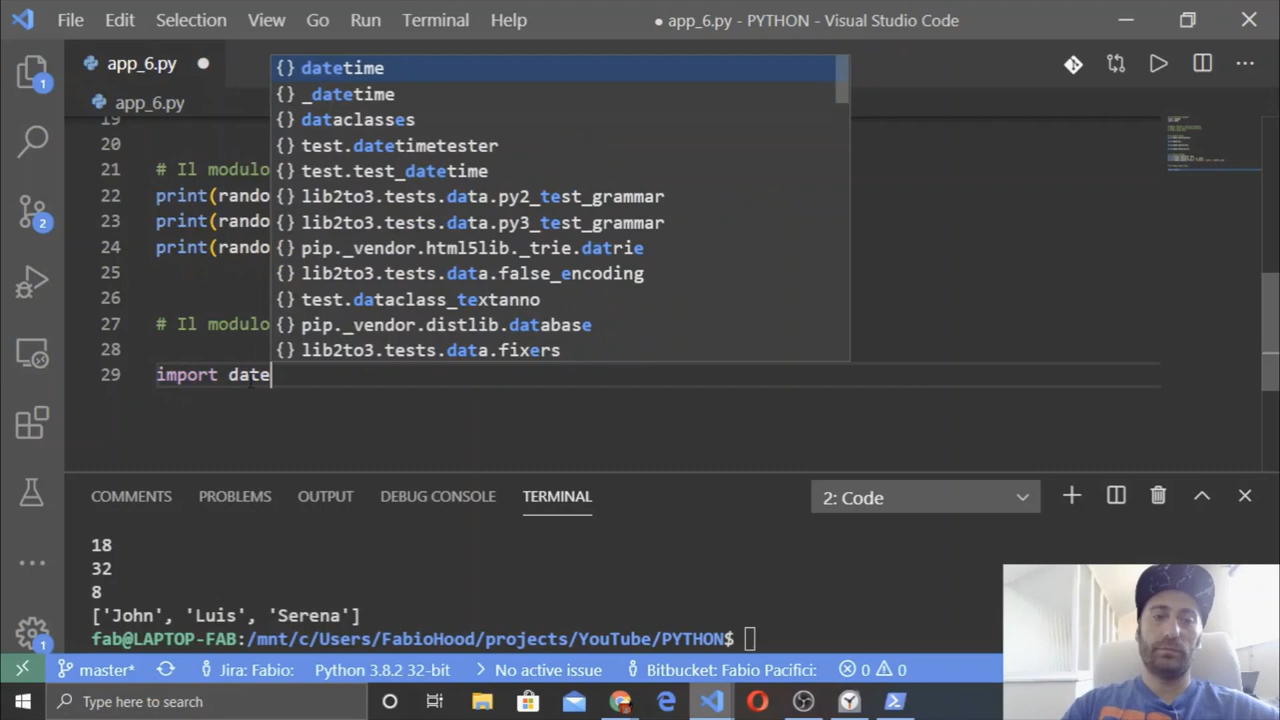 File Edit Selection View Go Run Terminal Help
● app_6.py - PYTHON - Visual Studio Code
app_6.py ●
app_6.py
19
20
21 # Il modulo
22 print(rando
23 print(rando
24 print(rando
25
26
27 # Il modulo
28
29 import date
{} datetime
{} _datetime
{} dataclasses
{} test.datetimetester
{} test.test_datetime
{} lib2to3.tests.data.py2_test_grammar
{} lib2to3.tests.data.py3_test_grammar
{} pip._vendor.html5lib._trie.datrie
{} lib2to3.tests.data.false_encoding
{} test.dataclass_textanno
{} pip._vendor.distlib.database
{} lib2to3.tests.data.fixers
1
2
1
COMMENTS PROBLEMS OUTPUT DEBUG CONSOLE TERMINAL 2: Code
18
32
8
['John', 'Luis', 'Serena']
fab@LAPTOP-FAB:/mnt/c/Users/FabioHood/projects/YouTube/PYTHON$
master* Jira: Fabio: Python 3.8.2 32-bit No active issue Bitbucket: Fabio Pacifici: 0 0
Type here to search